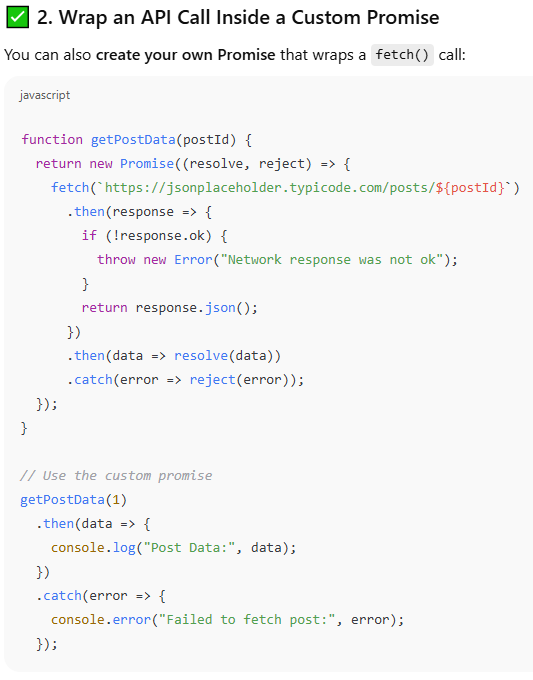 ✅ 2. Wrap an API Call Inside a Custom Promise
You can also create your own Promise that wraps a fetch() call:
javascript
function getPostData(postId) {
  return new Promise((resolve, reject) => {
    fetch(`https://jsonplaceholder.typicode.com/posts/${postId}`)
      .then(response => {
        if (!response.ok) {
          throw new Error("Network response was not ok");
        }
        return response.json();
      })
      .then(data => resolve(data))
      .catch(error => reject(error));
  });
}

// Use the custom promise
getPostData(1)
  .then(data => {
    console.log("Post Data:", data);
  })
  .catch(error => {
    console.error("Failed to fetch post:", error);
  });